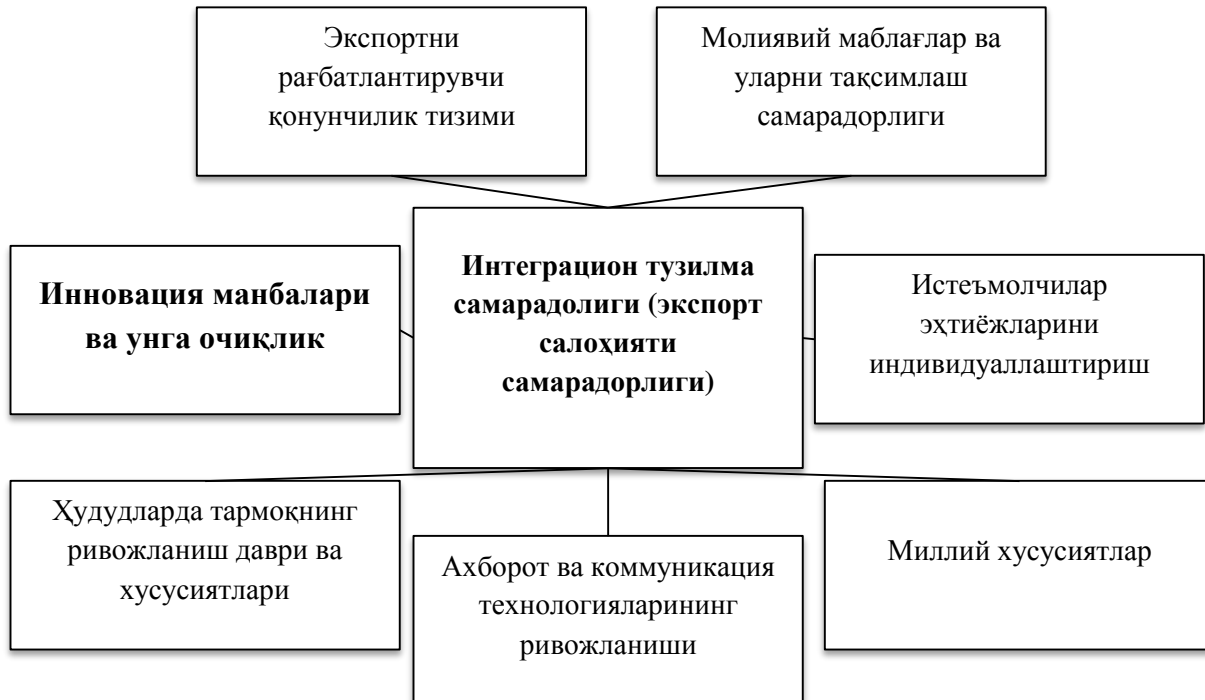 Экспортни
рағбатлантирувчи
қонунчилик тизими
Молиявий маблағлар ва
уларни тақсимлаш
самарадорлиги
Инновация манбалари
ва унга очиқлик
Интеграцион тузилма
самарадолиги (экспорт
салоҳияти
самарадорлиги)
Истеъмолчилар
эҳтиёжларини
индивидуаллаштириш
Ҳудудларда тармоқнинг
ривожланиш даври ва
хусусиятлари
Ахборот ва коммуникация
технологияларининг
ривожланиши
Миллий хусусиятлар